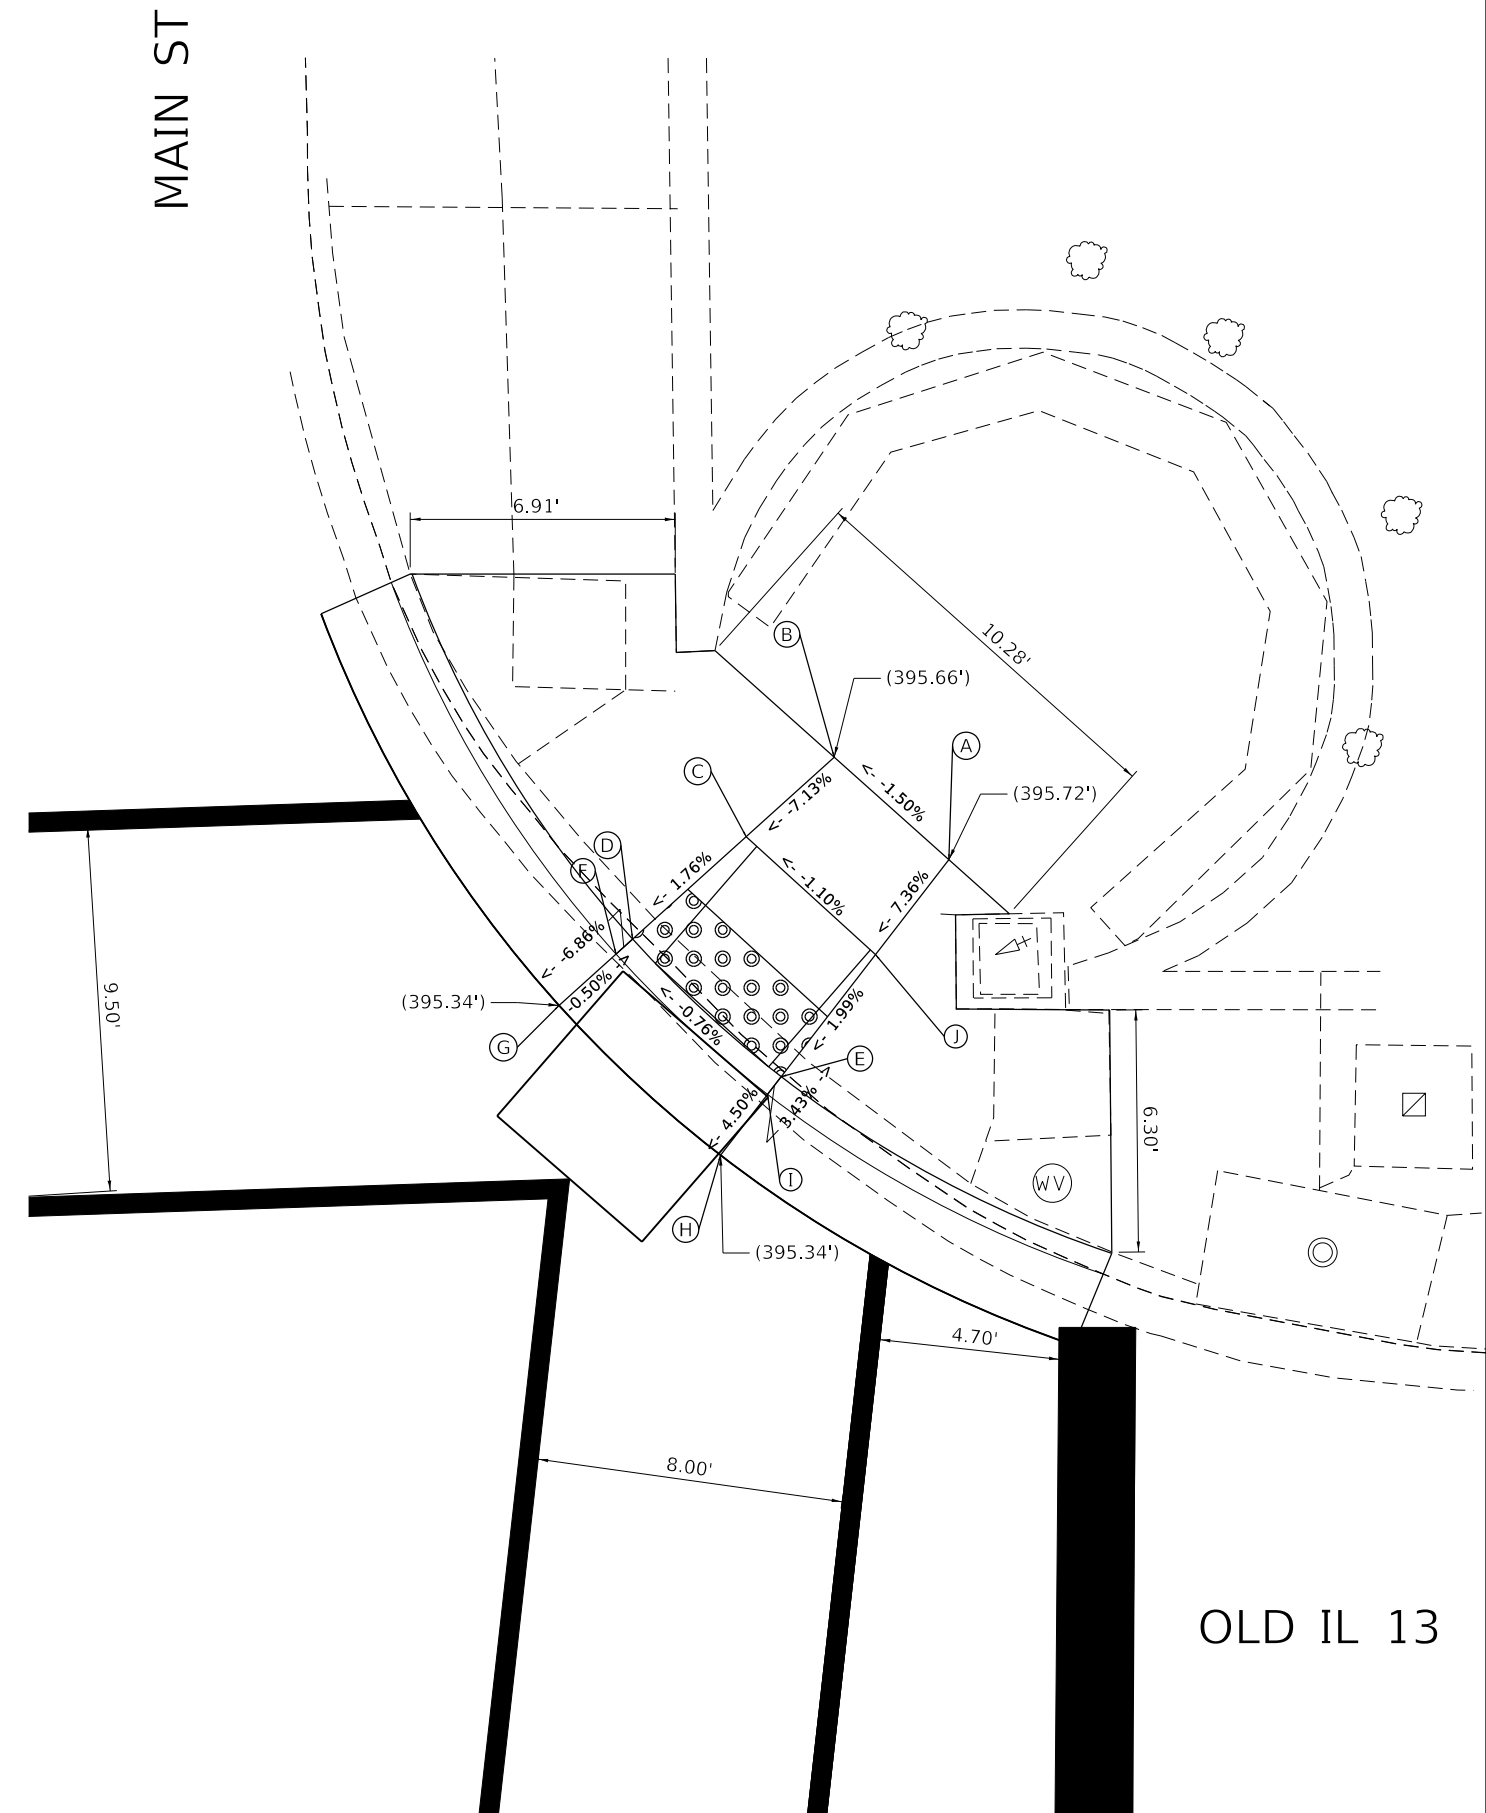 MAIN ST
6.91'
10.28'
B
(395.66')
A
C
(395.72')
<- -1.50%
<- -7.13%
D
F
<- 1.76%
<- -1.10%
<- 7.36%
<- -6.86%
-0.50% ->
(395.34')
<- -0.76%
<- 1.99%
9.50'
G
J
E
<- 4.50%
3.43% ->
6.30'
I
WV
H
(395.34')
4.70'
8.00'
OLD IL 13